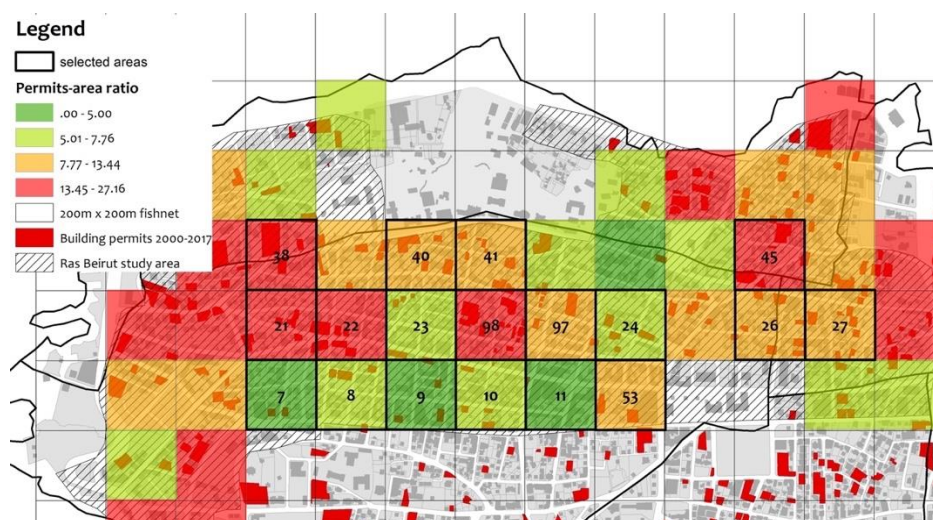 Legend
selected areas
Permits-area ratio
.00 - 5.00
5.01 - 7.76
7.77 - 13.44
13.45 - 27.16
200m x 200m fishnet
Building permits 2000-2017
Ras Beirut study area
38 40 41 45
21 22 23 98 97 24 26 27
7 8 9 10 11 53